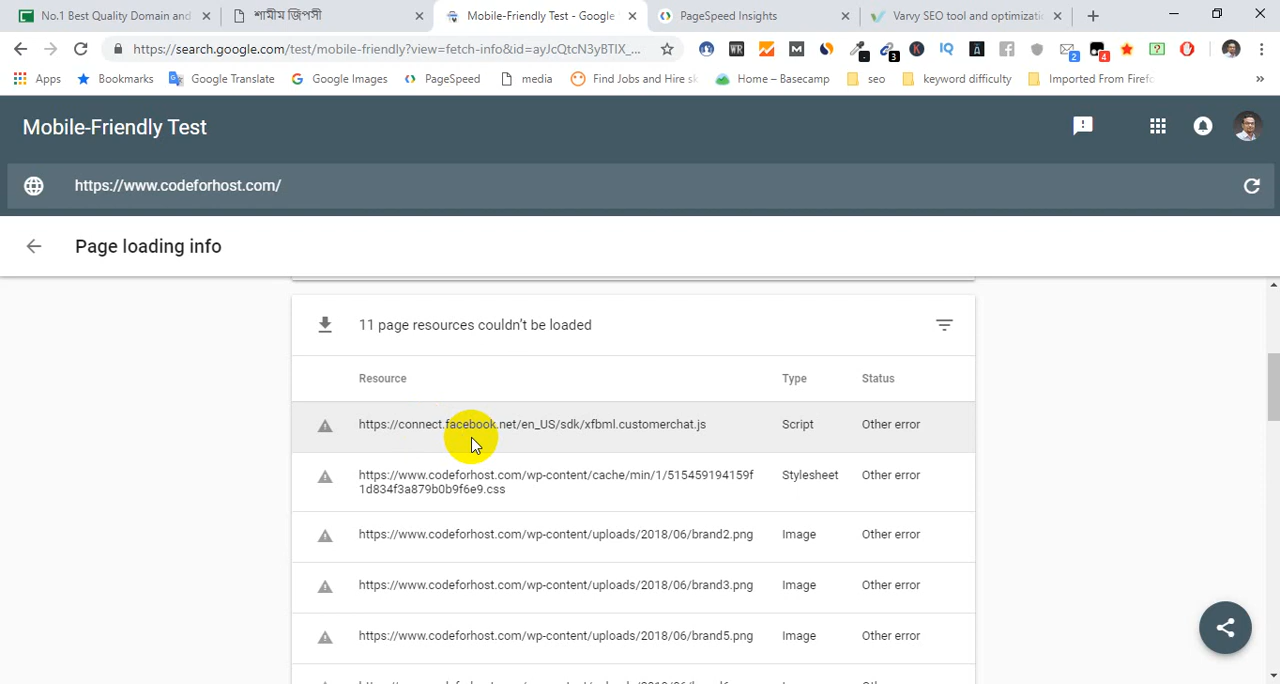 No.1 Best Quality Domain and
শামীম জিপসী
Mobile-Friendly Test - Google
PageSpeed Insights
Varvy SEO tool and optimizati
https://search.google.com/test/mobile-friendly?view=fetch-info&id=ayJcQtcN3yBTIX_...
Apps
Bookmarks
Google Translate
Google Images
PageSpeed
media
Find Jobs and Hire sk
Home – Basecamp
seo
keyword difficulty
Imported From Firefo
Mobile-Friendly Test
https://www.codeforhost.com/
Page loading info
11 page resources couldn't be loaded
Resource Type Status
https://connect.facebook.net/en_US/sdk/xfbml.customerchat.js Script Other error
https://www.codeforhost.com/wp-content/cache/min/1/515459194159f Stylesheet Other error
1d834f3a879b0b9f6e9.css
https://www.codeforhost.com/wp-content/uploads/2018/06/brand2.png Image Other error
https://www.codeforhost.com/wp-content/uploads/2018/06/brand3.png Image Other error
https://www.codeforhost.com/wp-content/uploads/2018/06/brand5.png Image Other error